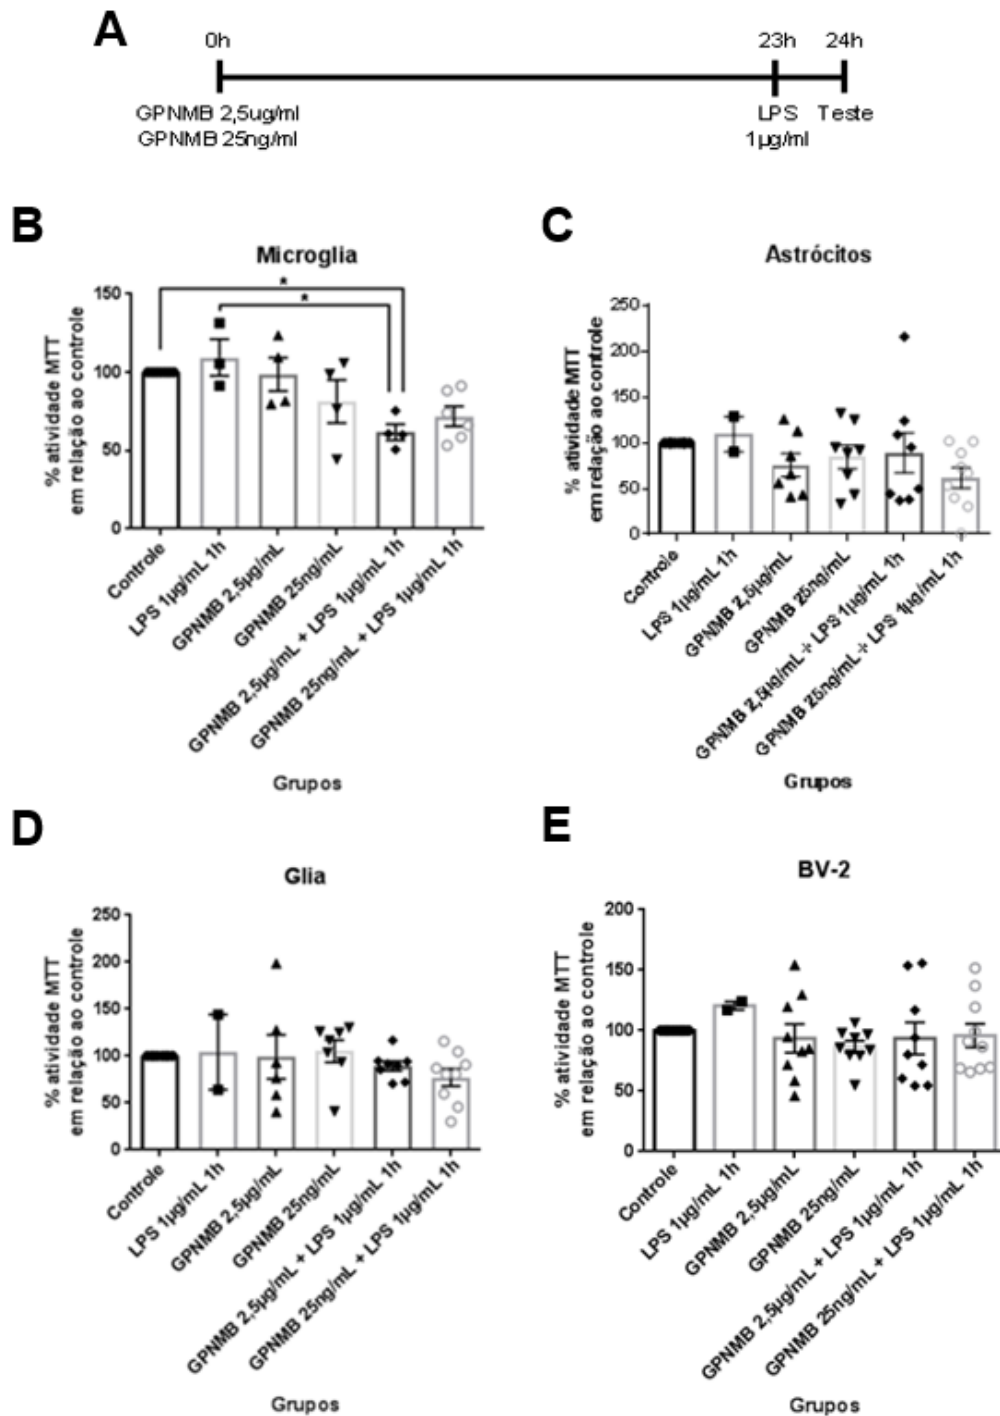 A
0h
23h
24h
GPNMB 2,5ug/ml
GPNMB 25ng/ml
LPS
1µg/ml
Teste
B
Microglia
% atividade MTT
em relação ao controle
150
100
50
0
*
*
Controle
LPS 1µg/mL 1h
GPNMB 2,5µg/mL
GPNMB 25ng/mL
GPNMB 2,5µg/mL + LPS 1µg/mL 1h
GPNMB 25ng/mL + LPS 1µg/mL 1h
Grupos
C
Astrócitos
% atividade MTT
em relação ao controle
250
200
150
100
50
0
Controle
LPS 1µg/mL 1h
GPNMB 2,5µg/mL
GPNMB 25ng/mL
GPNMB 2,5µg/mL + LPS 1µg/mL 1h
GPNMB 25ng/mL + LPS 1µg/mL 1h
Grupos
D
Glia
% atividade MTT
em relação ao controle
250
200
150
100
50
0
Controle
LPS 1µg/mL 1h
GPNMB 2,5µg/mL
GPNMB 25ng/mL
GPNMB 2,5µg/mL + LPS 1µg/mL 1h
GPNMB 25ng/mL + LPS 1µg/mL 1h
Grupos
E
BV-2
% atividade MTT
em relação ao controle
200
150
100
50
0
Controle
LPS 1µg/mL 1h
GPNMB 2,5µg/mL
GPNMB 25ng/mL
GPNMB 2,5µg/mL + LPS 1µg/mL 1h
GPNMB 25ng/mL + LPS 1µg/mL 1h
Grupos